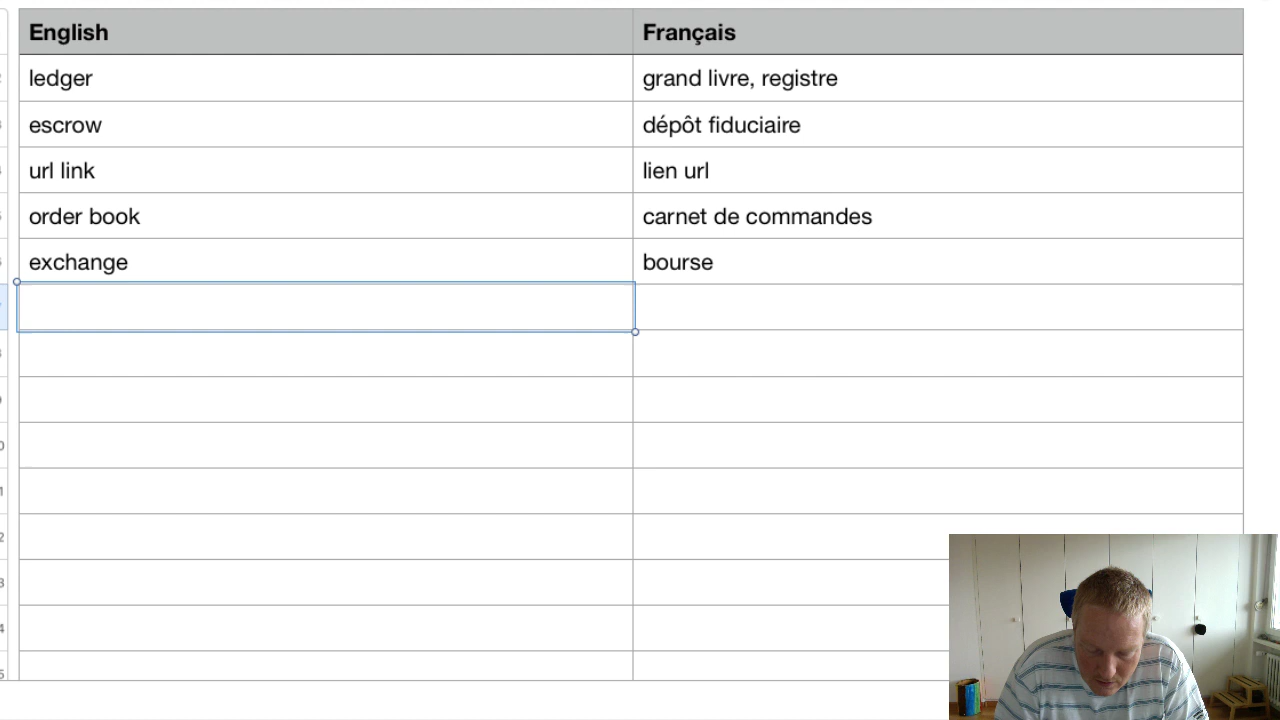 English Français
ledger grand livre, registre
escrow dépôt fiduciaire
url link lien url
order book carnet de commandes
exchange bourse